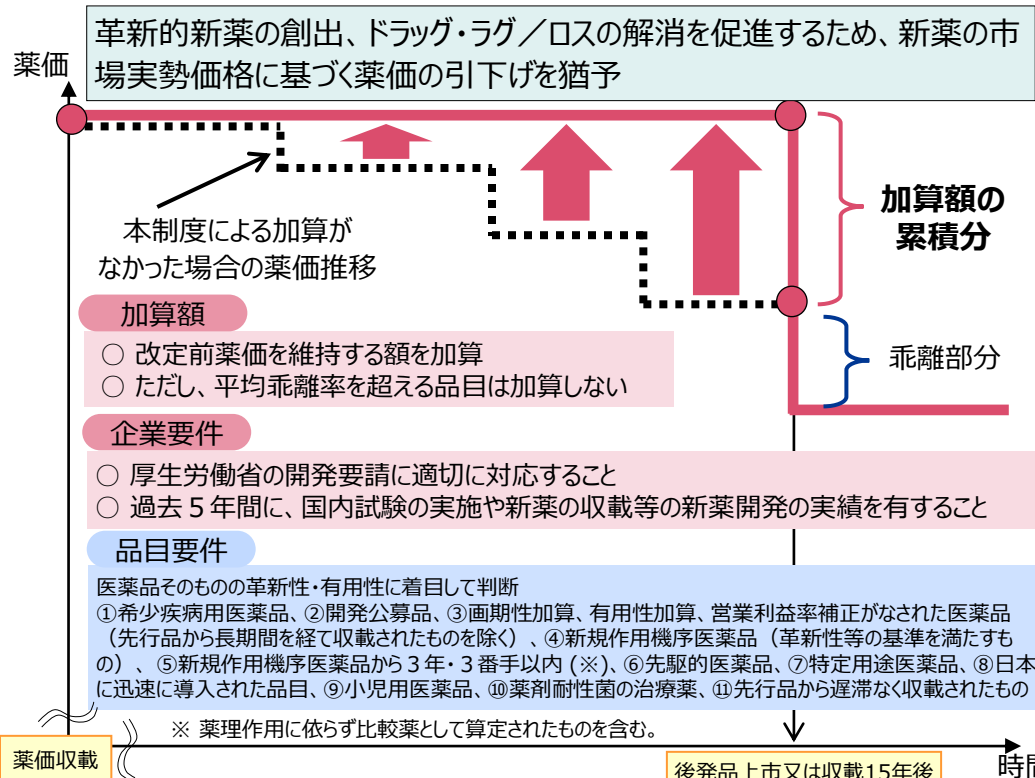 革新的新薬の創出、ドラッグ・ラグ／ロスの解消を促進するため、新薬の市
場実勢価格に基づく薬価の引下げを猶予
薬価
本制度による加算が
なかった場合の薬価推移
加算額の
累積分
乖離部分
加算額
○ 改定前薬価を維持する額を加算
○ ただし、平均乖離率を超える品目は加算しない
企業要件
○ 厚生労働省の開発要請に適切に対応すること
○ 過去５年間に、国内試験の実施や新薬の収載等の新薬開発の実績を有すること
品目要件
医薬品そのものの革新性・有用性に着目して判断
①希少疾病用医薬品、②開発公募品、③画期性加算、有用性加算、営業利益率補正がなされた医薬品
（先行品から長期間を経て収載されたものを除く）、④新規作用機序医薬品（革新性等の基準を満たすも
の）、⑤新規作用機序医薬品から３年・３番手以内（※）、⑥先駆的医薬品、⑦特定用途医薬品、⑧日本
に迅速に導入された品目、⑨小児用医薬品、⑩薬剤耐性菌の治療薬、⑪先行品から遅滞なく収載されたもの
※ 薬理作用に依らず比較薬として算定されたものを含む。
薬価収載
後発品上市又は収載15年後
時間